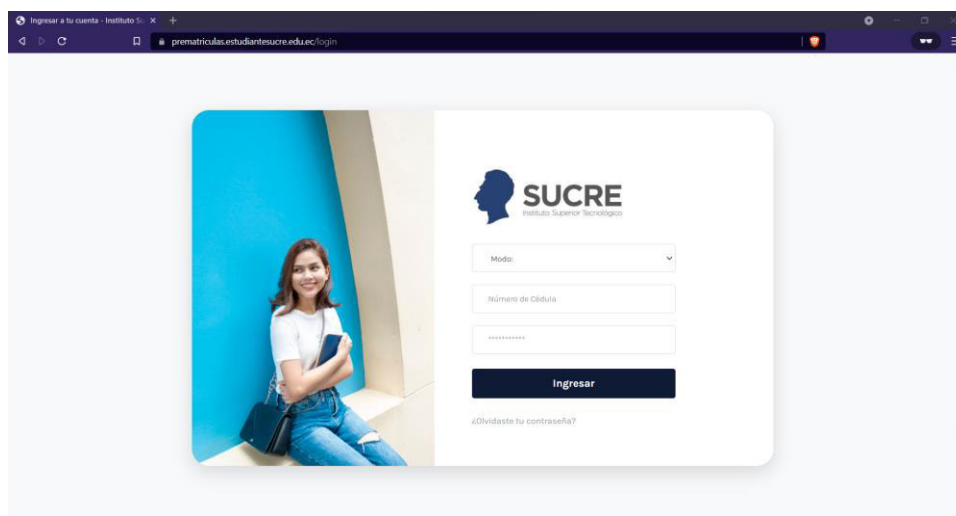 Ingresar a tu cuenta - Instituto Su
prematriculas.estudiantesucre.edu.ec/login
SUCRE
Instituto Superior Tecnológico
Modo:
Número de Cédula
***********
Ingresar
¿Olvidaste tu contraseña?